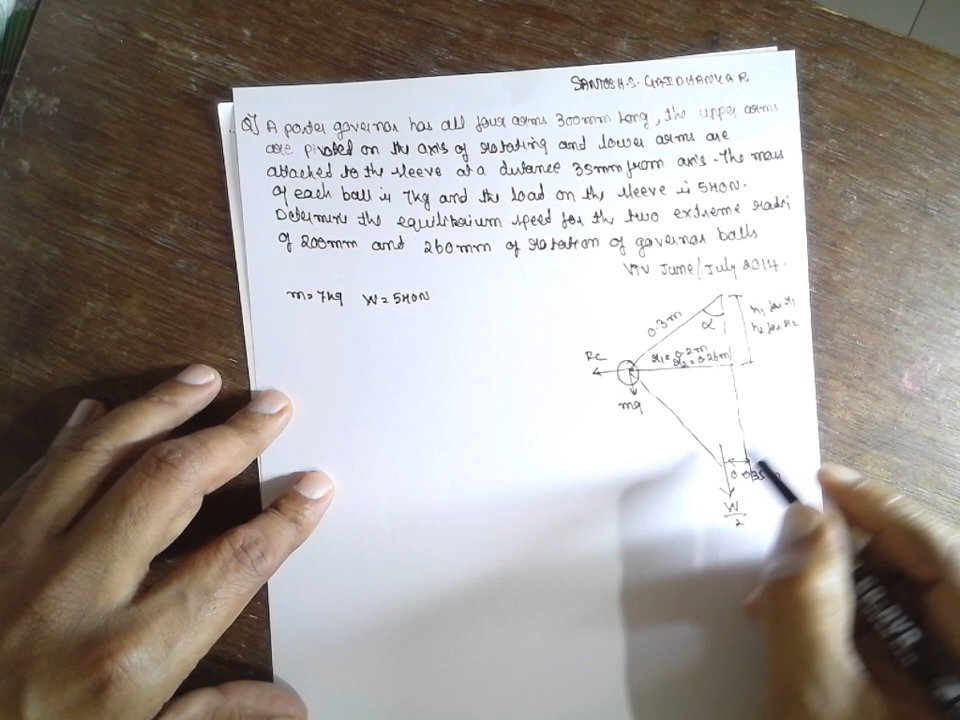 SANTOSH.S. GAIDHANKAR
Q] A porter governor has all four arms 300mm long, the upper arms
are pivoted on the axis of rotating and lower arms are
attached to the sleeve at a distance 35mm from axis. The mass
of each ball is 7kg and the load on the sleeve is 540N.
Determine the equilibrium speed for the two extreme radii
of 200mm and 260mm of rotation of governor balls
VTU June/July 2014.
m=7kg W=540N
0.3m
α
h1 for r1
h2 for r2
r1=0.2m
r2=0.26m
Fc
mg
W
2